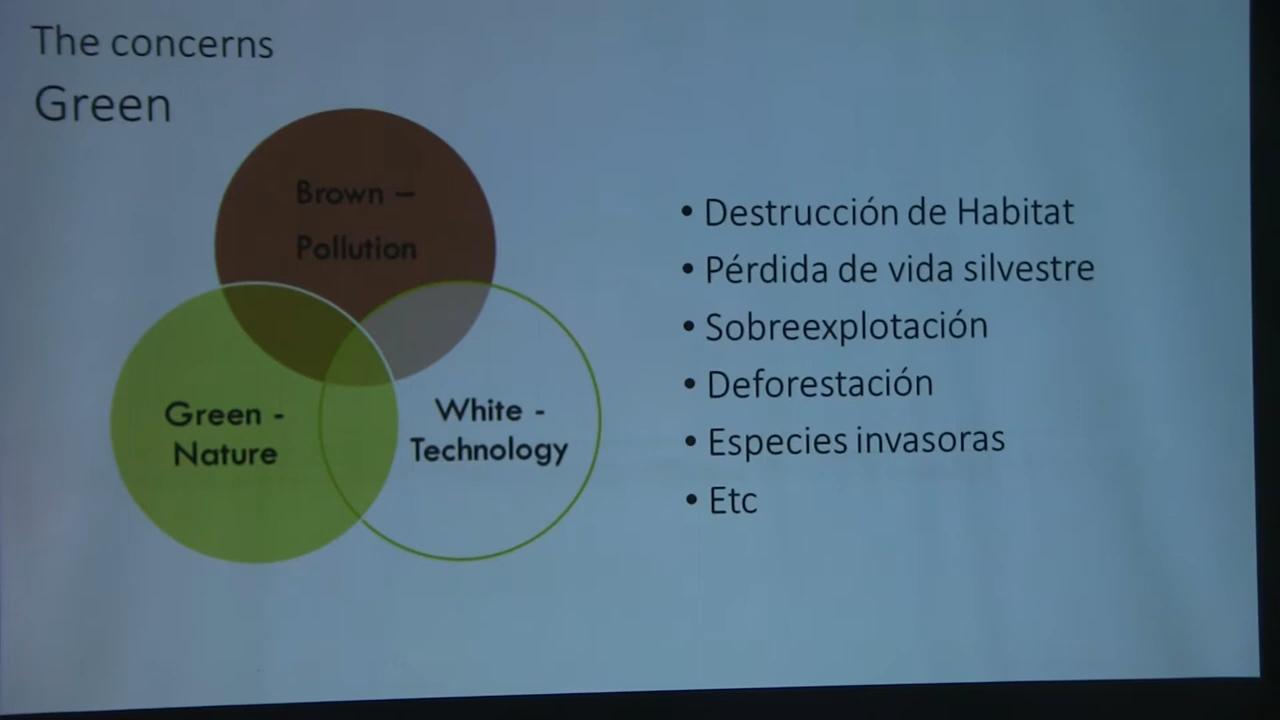 The concerns
Green
Brown –
Pollution
Green -
Nature
White -
Technology
• Destrucción de Habitat
• Pérdida de vida silvestre
• Sobreexplotación
• Deforestación
• Especies invasoras
• Etc